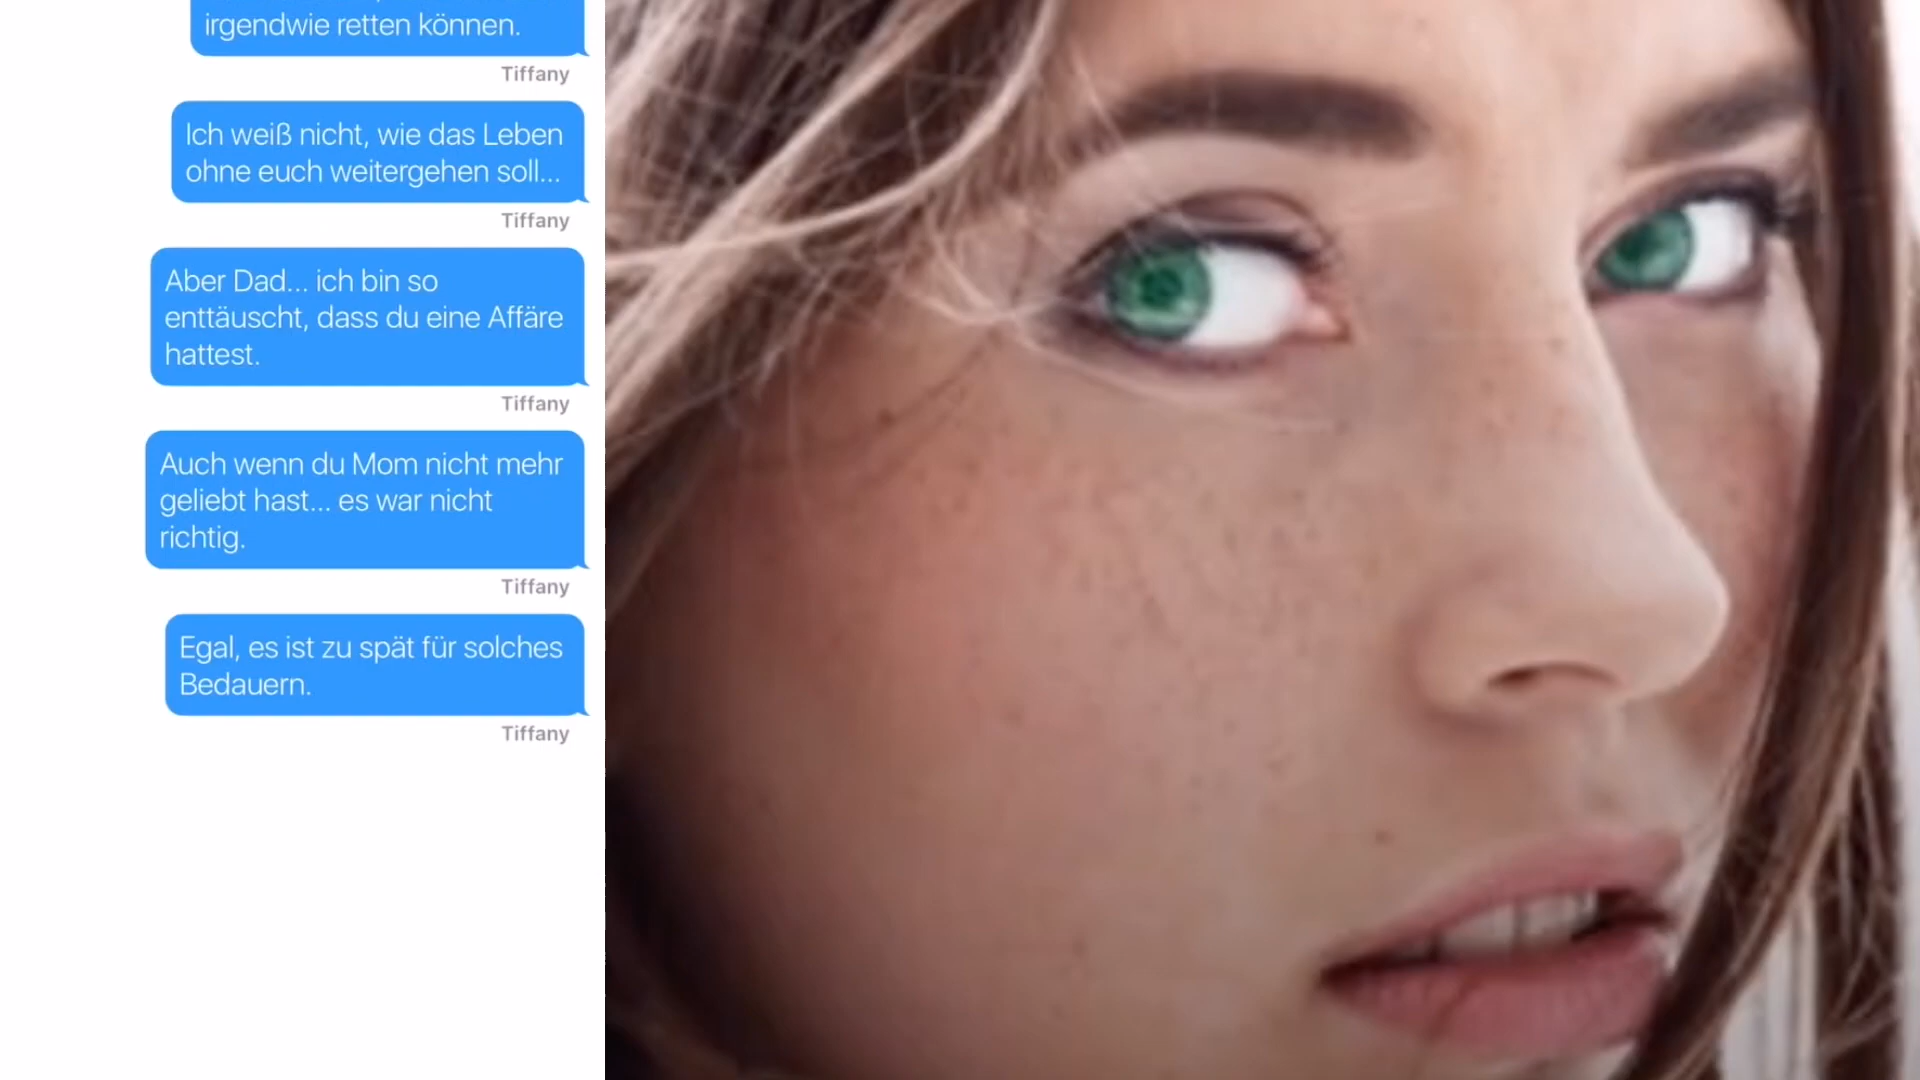 irgendwie retten können.
Tiffany
Ich weiß nicht, wie das Leben
ohne euch weitergehen soll...
Tiffany
Aber Dad... ich bin so
enttäuscht, dass du eine Affäre
hattest.
Tiffany
Auch wenn du Mom nicht mehr
geliebt hast... es war nicht
richtig.
Tiffany
Egal, es ist zu spät für solches
Bedauern.
Tiffany